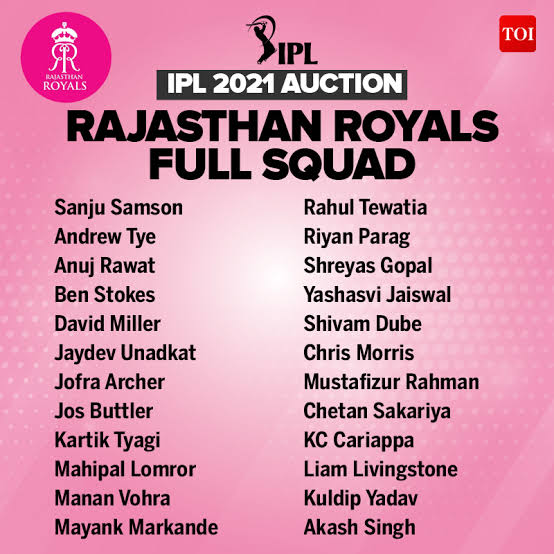 RAJASTHAN
ROYALS
IPL
TOI
IPL 2021 AUCTION
RAJASTHAN ROYALS
FULL SQUAD
Sanju Samson
Andrew Tye
Anuj Rawat
Ben Stokes
David Miller
Jaydev Unadkat
Jofra Archer
Jos Buttler
Kartik Tyagi
Mahipal Lomror
Manan Vohra
Mayank Markande
Rahul Tewatia
Riyan Parag
Shreyas Gopal
Yashasvi Jaiswal
Shivam Dube
Chris Morris
Mustafizur Rahman
Chetan Sakariya
KC Cariappa
Liam Livingstone
Kuldip Yadav
Akash Singh